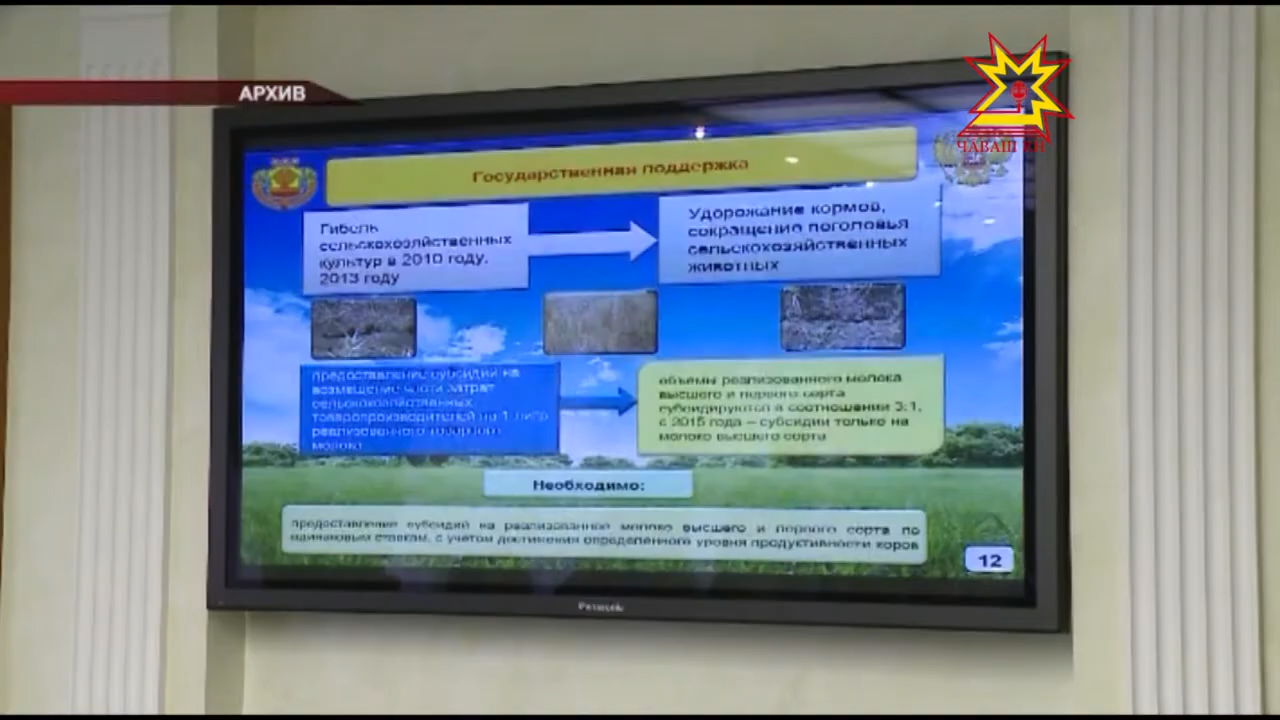 АРХИВ
ЧĂВАШ ЕН
Государственная поддержка
Гибель
сельскохозяйственных
культур в 2010 году,
2013 году
Удорожание кормов,
сокращение поголовья
сельскохозяйственных
животных
предоставление субсидий на
возмещение части затрат
сельскохозяйственных
товаропроизводителей на 1 литр
реализованного товарного
молока
объемы реализованного молока
высшего и первого сорта
субсидируются в соотношении 3:1,
с 2015 года – субсидии только на
молоко высшего сорта
Необходимо:
предоставление субсидий на реализованное молоко высшего и первого сорта по
одинаковым ставкам, с учетом достижения определенного уровня продуктивности коров
12
Panasonic